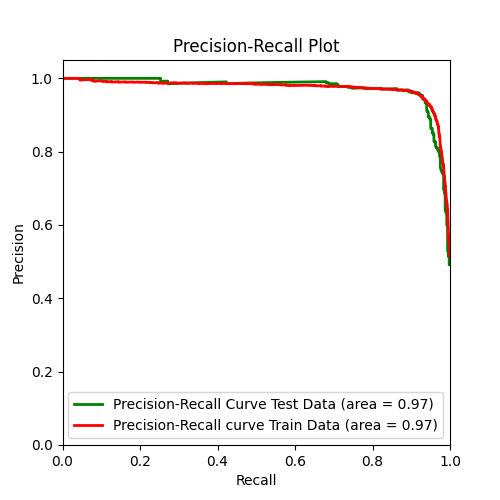 Precision-Recall Plot
Precision
1.0
0.8
0.6
0.4
0.2
0.0
Precision-Recall Curve Test Data (area = 0.97)
Precision-Recall curve Train Data (area = 0.97)
0.0 0.2 0.4 0.6 0.8 1.0
Recall